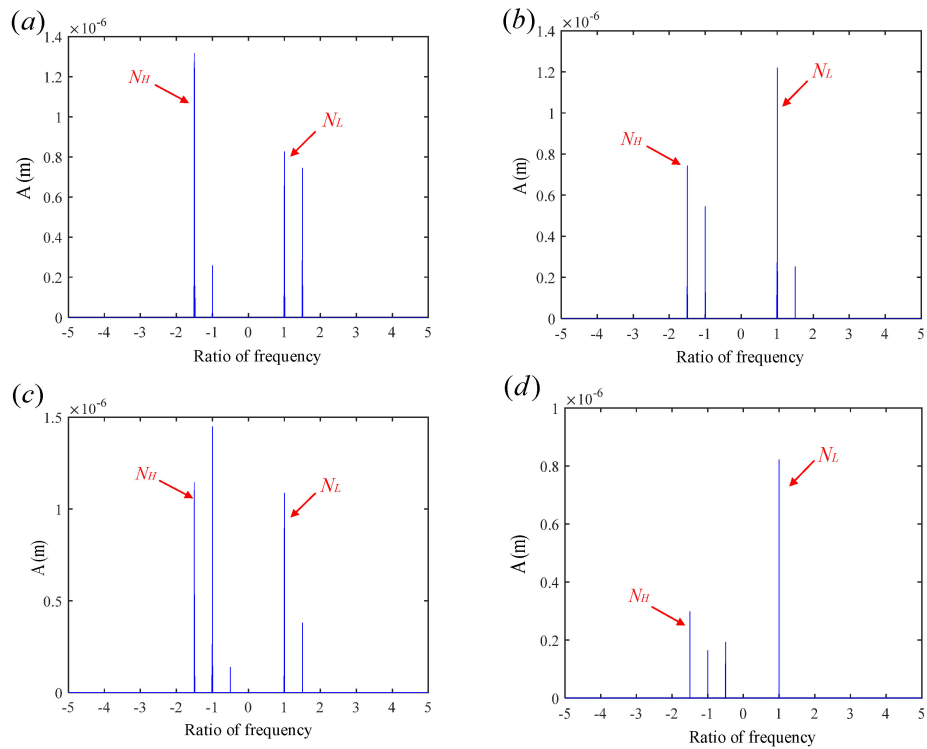 (a)
×10⁻⁶
1.4
1.2
1
0.8
0.6
0.4
0.2
0
A (m)
N_H
N_L
-5 -4 -3 -2 -1 0 1 2 3 4 5
Ratio of frequency
(b)
×10⁻⁶
1.4
1.2
1
0.8
0.6
0.4
0.2
0
A (m)
N_H
N_L
-5 -4 -3 -2 -1 0 1 2 3 4 5
Ratio of frequency
(c)
×10⁻⁶
1.5
1
0.5
0
A (m)
N_H
N_L
-5 -4 -3 -2 -1 0 1 2 3 4 5
Ratio of frequency
(d)
×10⁻⁶
1
0.8
0.6
0.4
0.2
0
A (m)
N_H
N_L
-5 -4 -3 -2 -1 0 1 2 3 4 5
Ratio of frequency